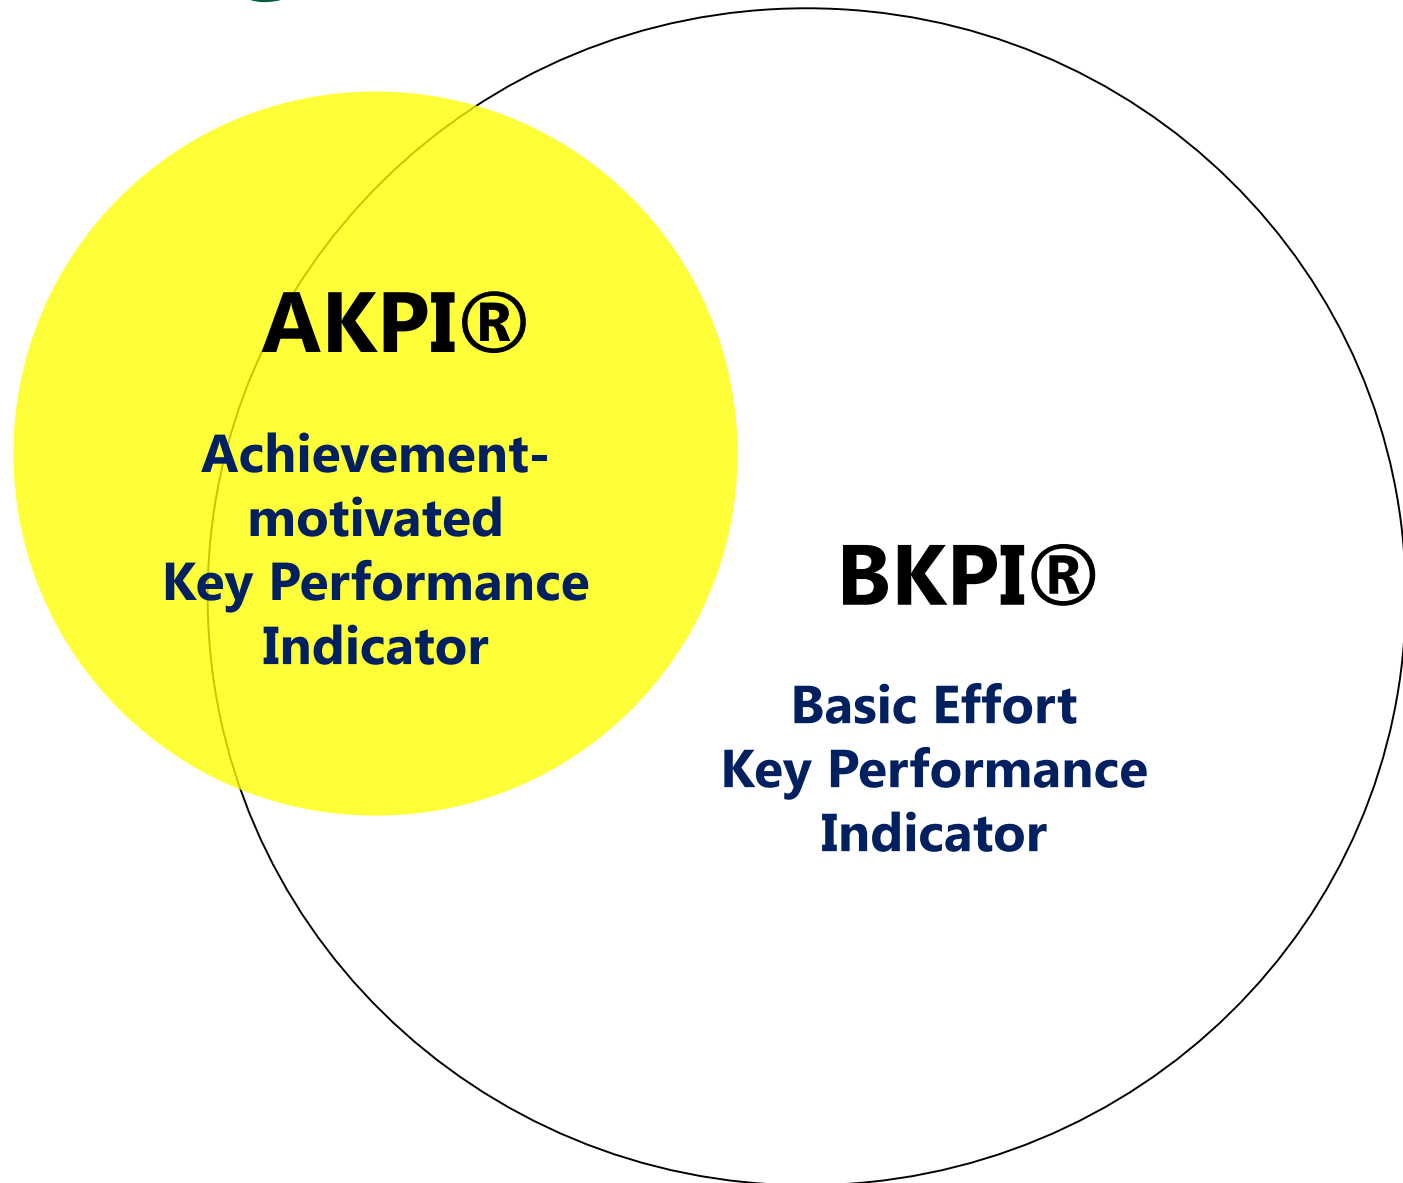 AKPI®
Achievement-
motivated
Key Performance
Indicator
BKPI®
Basic Effort
Key Performance
Indicator